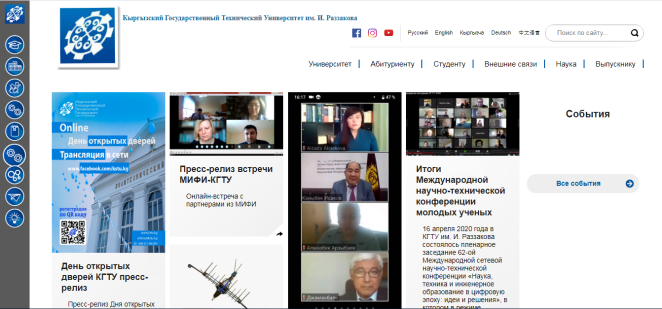 Кыргызский Государственный Технический Университет им. И. Раззакова
Русский English Кыргызча Deutsch 中文语言
Поиск по сайту...
Университет Абитуриенту Студенту Внешние связи Наука Выпускнику
Online
День открытых дверей
Трансляция в сети
www.facebook.com/kstu.kg
регистрация
по QR коду
День открытых
дверей КГТУ пресс-
релиз
Пресс-релиз Дня открытых
Пресс-релиз встречи
МИФИ-КГТУ
Онлайн-встреча с
партнерами из МИФИ
16:17
47
Итоги
Международной
научно-технической
конференции
молодых ученых
16 апреля 2020 года в
КГТУ им. И. Раззакова
состоялось пленарное
заседание 62-ой
Международной сетевой
научно-технической
конференции «Наука,
техника и инженерное
образование в цифровую
эпоху: идеи и решения», в
котором в режиме
События
Все события